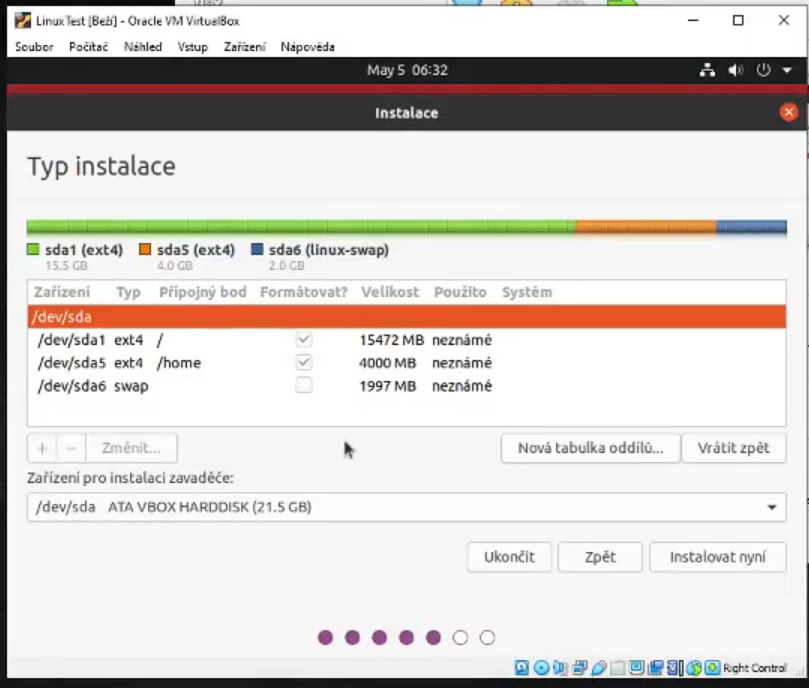 LinuxTest [Beží] - Oracle VM VirtualBox
Soubor Počítač Náhled Vstup Zařízení Nápověda
May 5 06:32
Instalace
Typ instalace
sda1 (ext4) sda5 (ext4) sda6 (linux-swap)
15.5 GB 4.0 GB 2.0 GB
Zařízení Typ Přípojný bod Formátovat? Velikost Použito Systém
/dev/sda
/dev/sda1 ext4 / 15472 MB neznámé
/dev/sda5 ext4 /home 4000 MB neznámé
/dev/sda6 swap 1997 MB neznámé
+ − Změnit... Nová tabulka oddílů... Vrátit zpět
Zařízení pro instalaci zavaděče:
/dev/sda ATA VBOX HARDDISK (21.5 GB)
Ukončit Zpět Instalovat nyní
Right Control